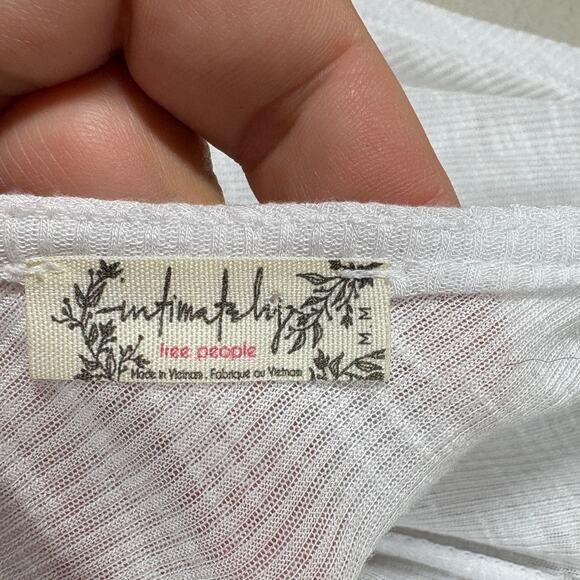 intimately
free people
Made in Vietnam . Fabriqué au Vietnam
M M